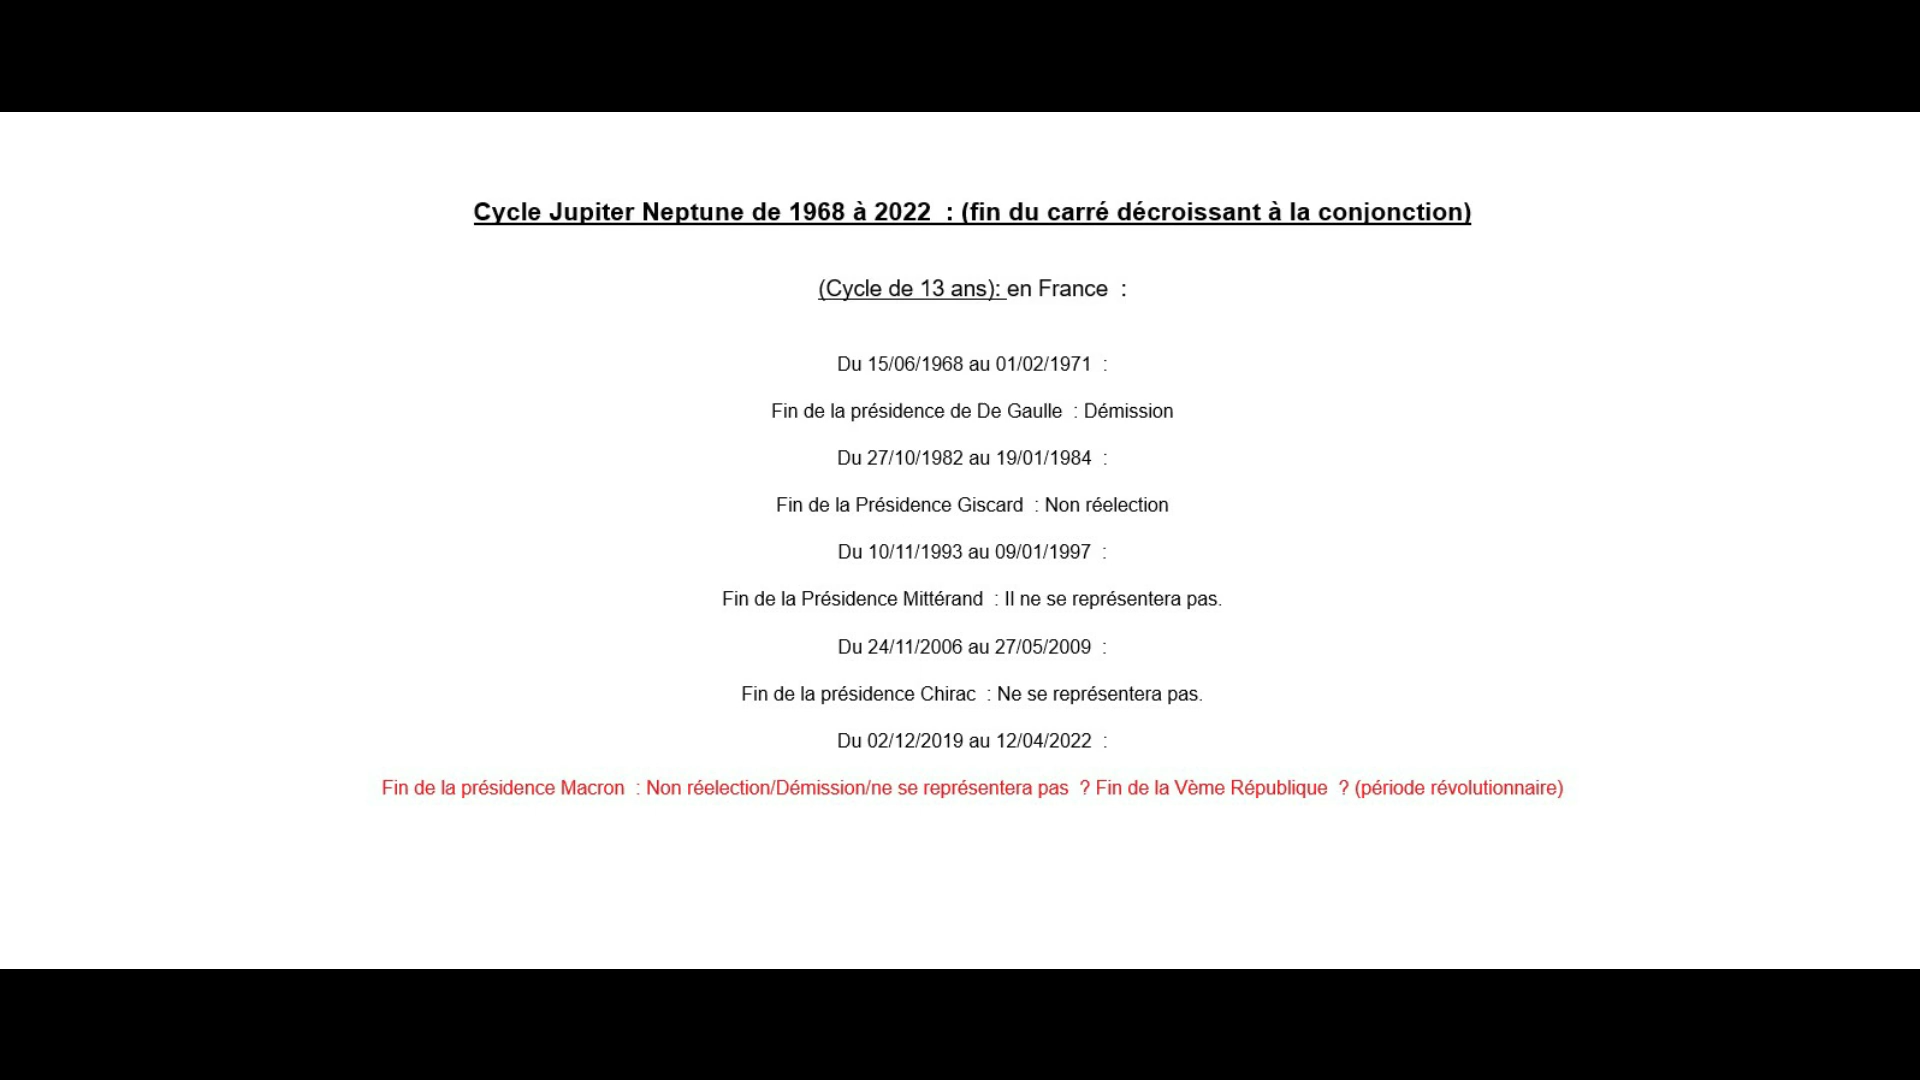 Cycle Jupiter Neptune de 1968 à 2022  : (fin du carré décroissant à la conjonction)
(Cycle de 13 ans): en France  :
Du 15/06/1968 au 01/02/1971  :
Fin de la présidence de De Gaulle  : Démission
Du 27/10/1982 au 19/01/1984  :
Fin de la Présidence Giscard  : Non réelection
Du 10/11/1993 au 09/01/1997  :
Fin de la Présidence Mittérand  : Il ne se représentera pas.
Du 24/11/2006 au 27/05/2009  :
Fin de la présidence Chirac  : Ne se représentera pas.
Du 02/12/2019 au 12/04/2022  :
Fin de la présidence Macron  : Non réelection/Démission/ne se représentera pas  ? Fin de la Vème République  ? (période révolutionnaire)